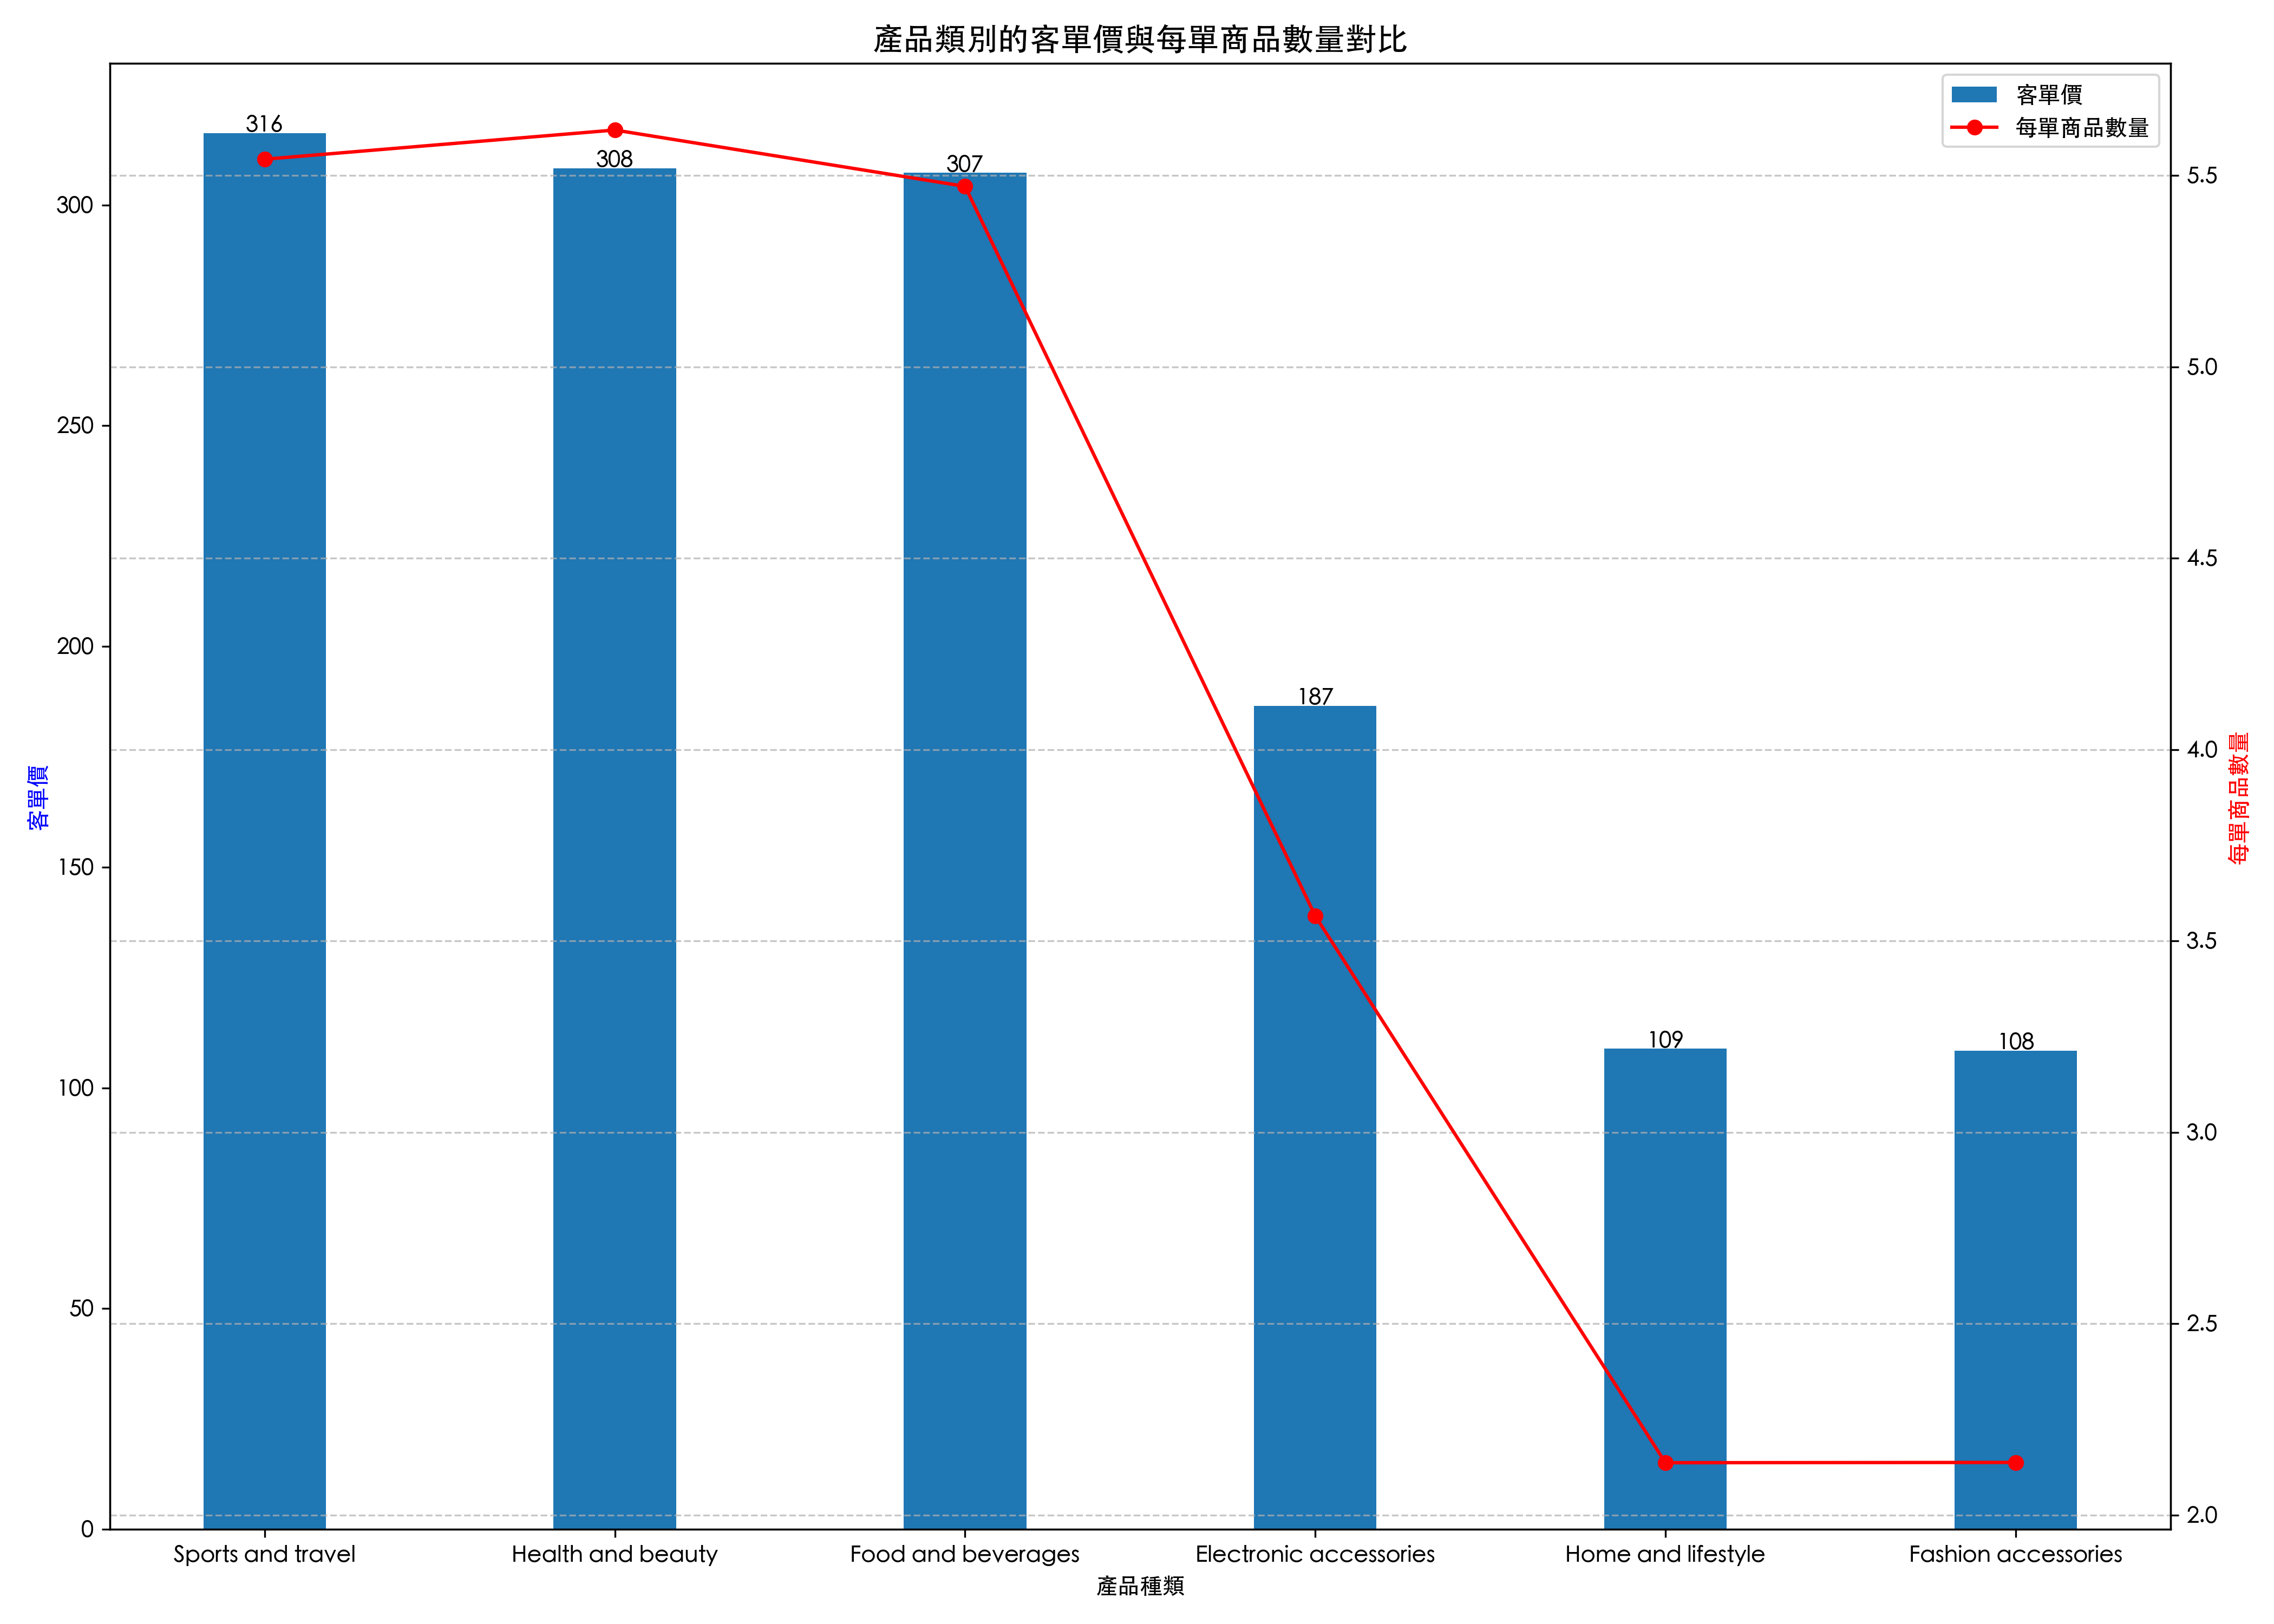 產品類別的客單價與每單商品數量對比
客單價
每單商品數量
316
308
307
187
109
108
300
250
200
150
100
50
0
5.5
5.0
4.5
4.0
3.5
3.0
2.5
2.0
客單價
每單商品數量
Sports and travel
Health and beauty
Food and beverages
Electronic accessories
Home and lifestyle
Fashion accessories
產品種類